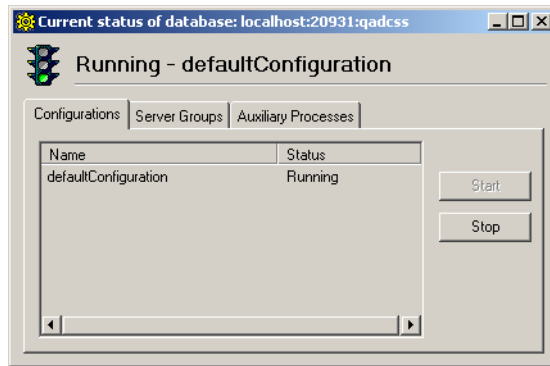 Current status of database: localhost:20931:qadcss
Running - defaultConfiguration
Configurations Server Groups Auxiliary Processes
Name Status
defaultConfiguration Running
Start
Stop